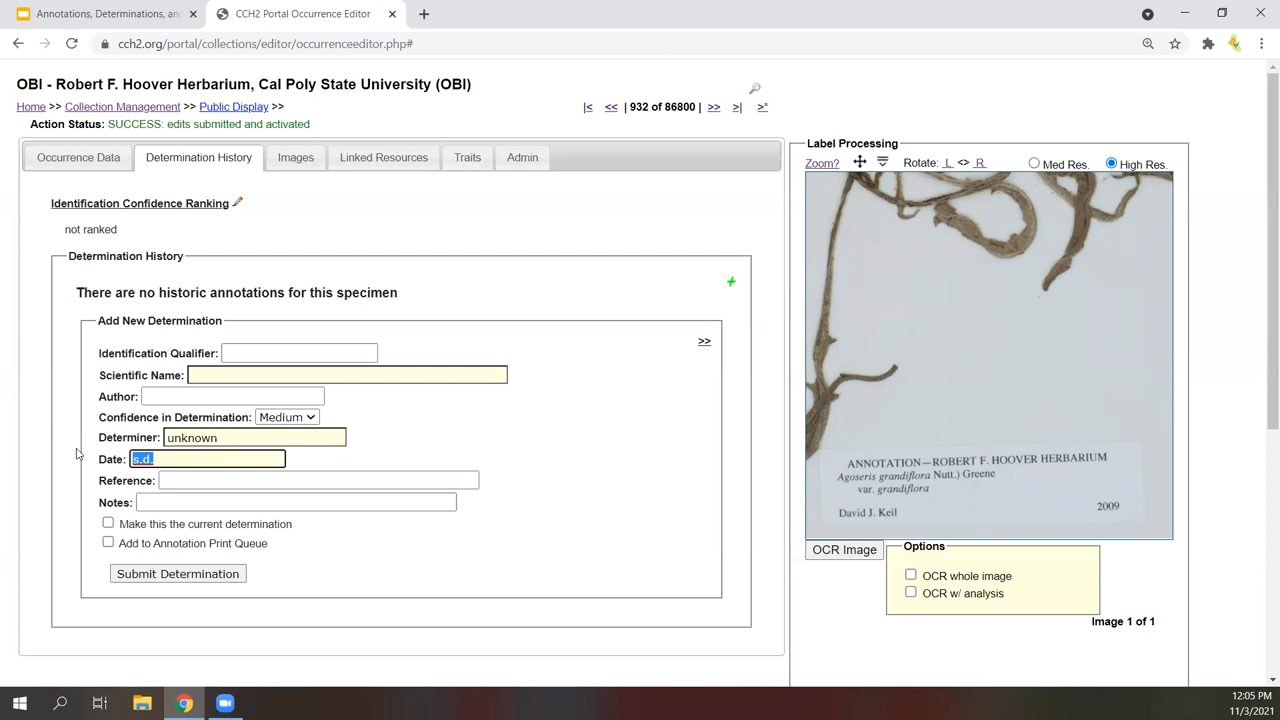 Annotations, Determinations, an
CCH2 Portal Occurrence Editor
cch2.org/portal/collections/editor/occurrenceeditor.php#
OBI - Robert F. Hoover Herbarium, Cal Poly State University (OBI)
Home >> Collection Management >> Public Display >>
|< << | 932 of 86800 | >> >| >*
Action Status: SUCCESS: edits submitted and activated
Occurrence Data
Determination History
Images
Linked Resources
Traits
Admin
Identification Confidence Ranking
not ranked
Determination History
+
There are no historic annotations for this specimen
Add New Determination
>>
Identification Qualifier:
Scientific Name:
Author:
Confidence in Determination: Medium
Determiner: unknown
Date: s.d.
Reference:
Notes:
Make this the current determination
Add to Annotation Print Queue
Submit Determination
Label Processing
Zoom? Rotate: L <> R Med Res. High Res.
ANNOTATION—ROBERT F. HOOVER HERBARIUM
Agoseris grandiflora Nutt.) Greene
var. grandiflora
David J. Keil 2009
OCR Image
Options
OCR whole image
OCR w/ analysis
Image 1 of 1
12:05 PM
11/3/2021